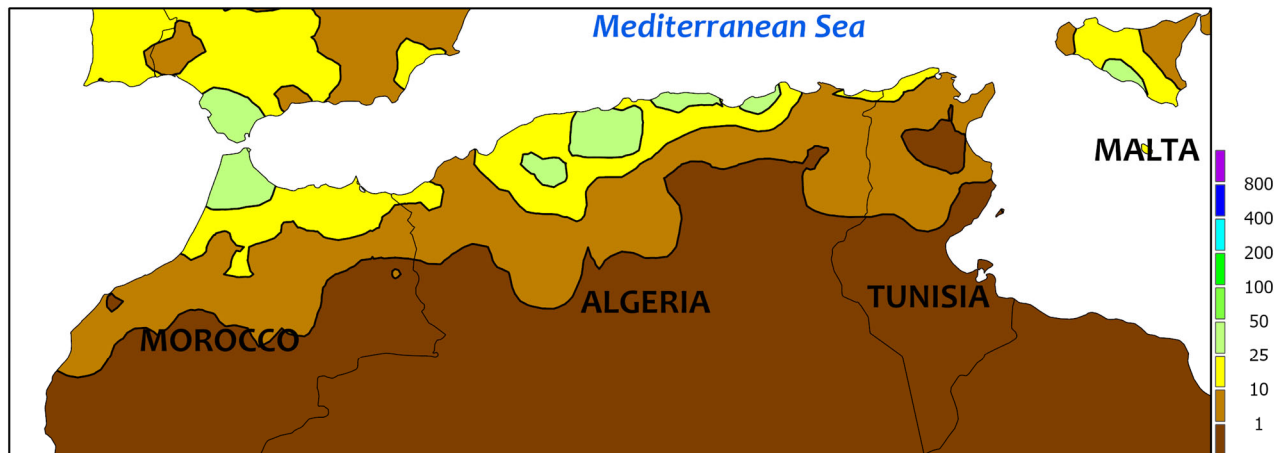 Mediterranean Sea
MALTA
800
400
200
100
50
25
10
1
ALGERIA
TUNISIA
MOROCCO